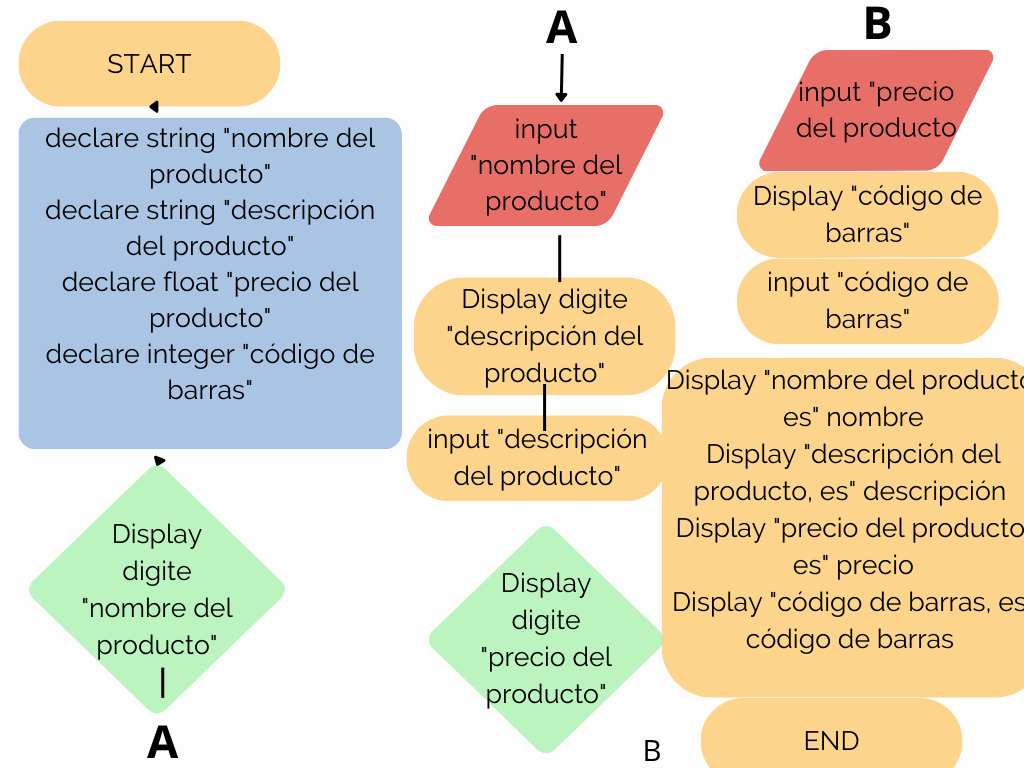 START
declare string "nombre del
producto"
declare string "descripción
del producto"
declare float "precio del
producto"
declare integer "código de
barras"
Display
digite
"nombre del
producto"
A
A
input
"nombre del
producto"
Display digite
"descripción del
producto"
input "descripción
del producto"
Display
digite
"precio del
producto"
B
B
input "precio
del producto
Display "código de
barras"
input "código de
barras"
Display "nombre del producto
es" nombre
Display "descripción del
producto, es" descripción
Display "precio del producto
es" precio
Display "código de barras, es
código de barras
END